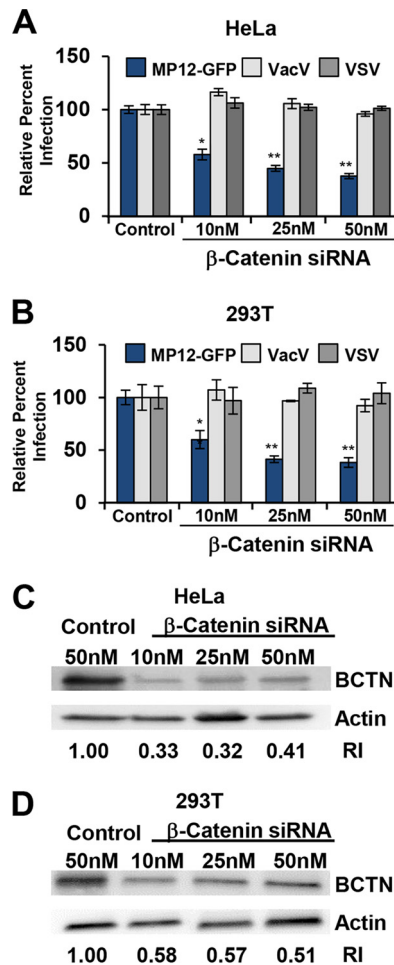 A
HeLa
Relative Percent
Infection
150
100
50
0
MP12-GFP VacV VSV
*
**
**
Control 10nM 25nM 50nM
β-Catenin siRNA
B
293T
Relative Percent
Infection
150
100
50
0
MP12-GFP VacV VSV
*
**
**
Control 10nM 25nM 50nM
β-Catenin siRNA
C
HeLa
Control β-Catenin siRNA
50nM 10nM 25nM 50nM
BCTN
Actin
1.00 0.33 0.32 0.41 RI
D
293T
Control β-Catenin siRNA
50nM 10nM 25nM 50nM
BCTN
Actin
1.00 0.58 0.57 0.51 RI